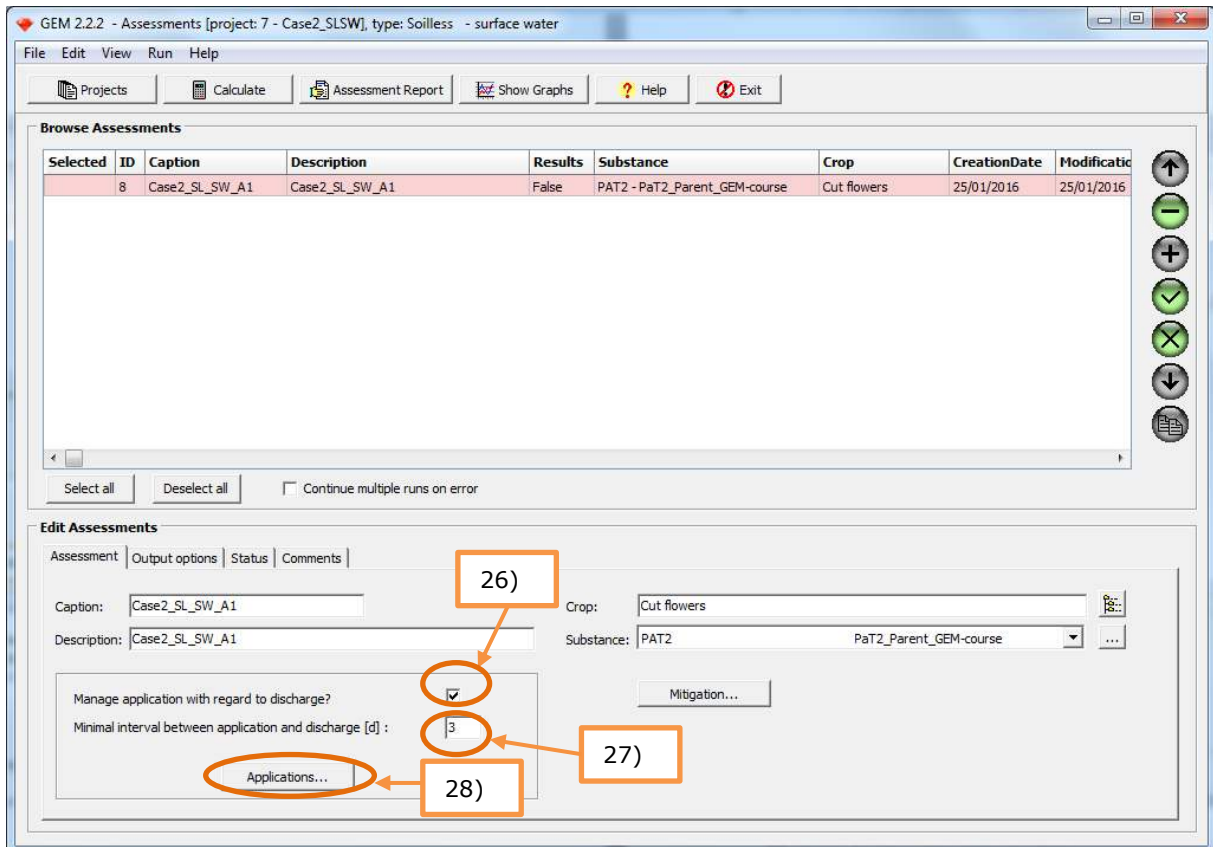 GEM 2.2.2 - Assessments [project: 7 - Case2_SLSW], type: Soilless - surface water
File Edit View Run Help
Projects Calculate Assessment Report Show Graphs ? Help Exit
Browse Assessments
Selected ID Caption Description Results Substance Crop CreationDate Modificatic
8 Case2_SL_SW_A1 Case2_SL_SW_A1 False PAT2 - PaT2_Parent_GEM-course Cut flowers 25/01/2016 25/01/2016
Select all Deselect all Continue multiple runs on error
Edit Assessments
Assessment Output options Status Comments
26)
Caption: Case2_SL_SW_A1 Crop: Cut flowers
Description: Case2_SL_SW_A1 Substance: PAT2 PaT2_Parent_GEM-course ...
Manage application with regard to discharge? Mitigation...
Minimal interval between application and discharge [d] : 3
27)
Applications...
28)